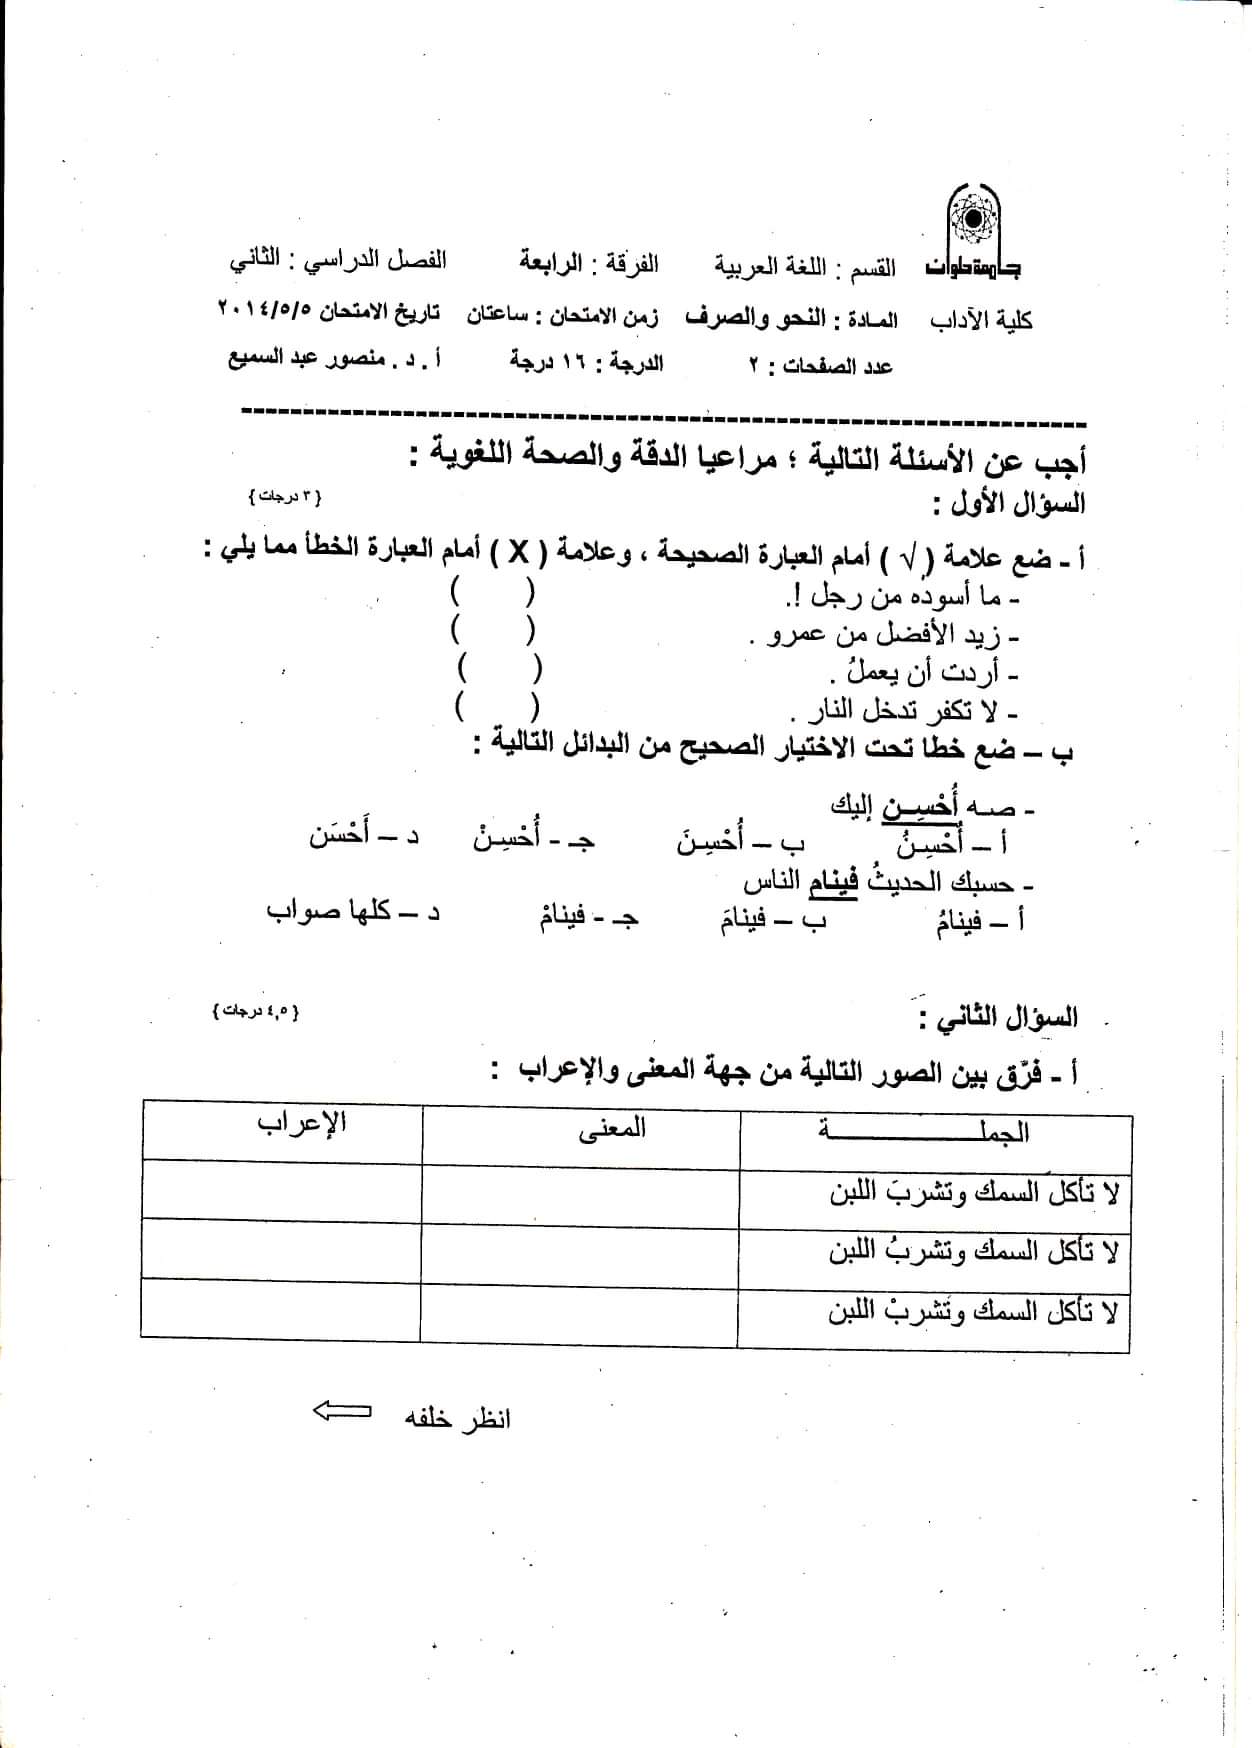 جامعة حلوان
القسم : اللغة العربية الفرقة : الرابعة الفصل الدراسي : الثاني
كلية الآداب المادة : النحو والصرف زمن الامتحان : ساعتان تاريخ الامتحان ٢٠١٤/٥/٥
عدد الصفحات : ٢ الدرجة : ١٦ درجة أ . د . منصور عبد السميع
أجب عن الأسئلة التالية ؛ مراعيا الدقة والصحة اللغوية :
السؤال الأول : { ٣ درجات }
أ - ضع علامة ( √ ) أمام العبارة الصحيحة ، وعلامة ( X ) أمام العبارة الخطأ مما يلي :
- ما أسوده من رجل !. ( )
- زيد الأفضل من عمرو . ( )
- أردت أن يعملُ . ( )
- لا تكفر تدخل النار . ( )
ب – ضع خطا تحت الاختيار الصحيح من البدائل التالية :
- صه أُحْسِن إليك
أ – أُحْسِنُ ب – أُحْسِنَ جـ - أُحْسِنْ د – أَحْسَن
- حسبك الحديثُ فينام الناس
أ – فينامُ ب – فينامَ جـ - فينامْ د – كلها صواب
السؤال الثاني : { ٤,٥ درجات }
أ - فرّق بين الصور التالية من جهة المعنى والإعراب :
الجملــــــــــــــة المعنى الإعراب
لا تأكل السمك وتشربَ اللبن
لا تأكل السمك وتشربُ اللبن
لا تأكل السمك وتشربْ اللبن
انظر خلفه